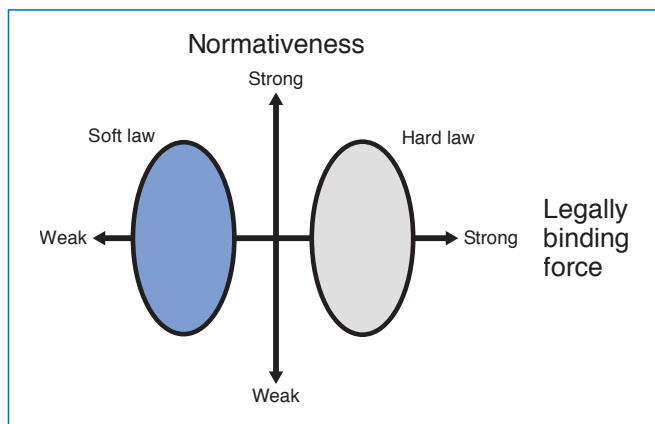 Normativeness
Strong
Soft law
Hard law
Weak
Strong
Legally
binding
force
Weak